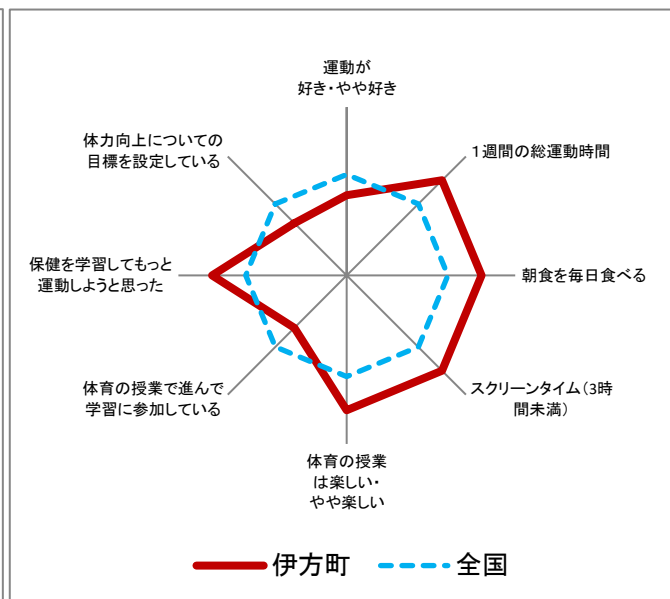 運動が
好き・やや好き
1週間の総運動時間
朝食を毎日食べる
スクリーンタイム(3時
間未満)
体育の授業
は楽しい・
やや楽しい
体育の授業で進んで
学習に参加している
保健を学習してもっと
運動しようと思った
体力向上についての
目標を設定している
伊方町
全国